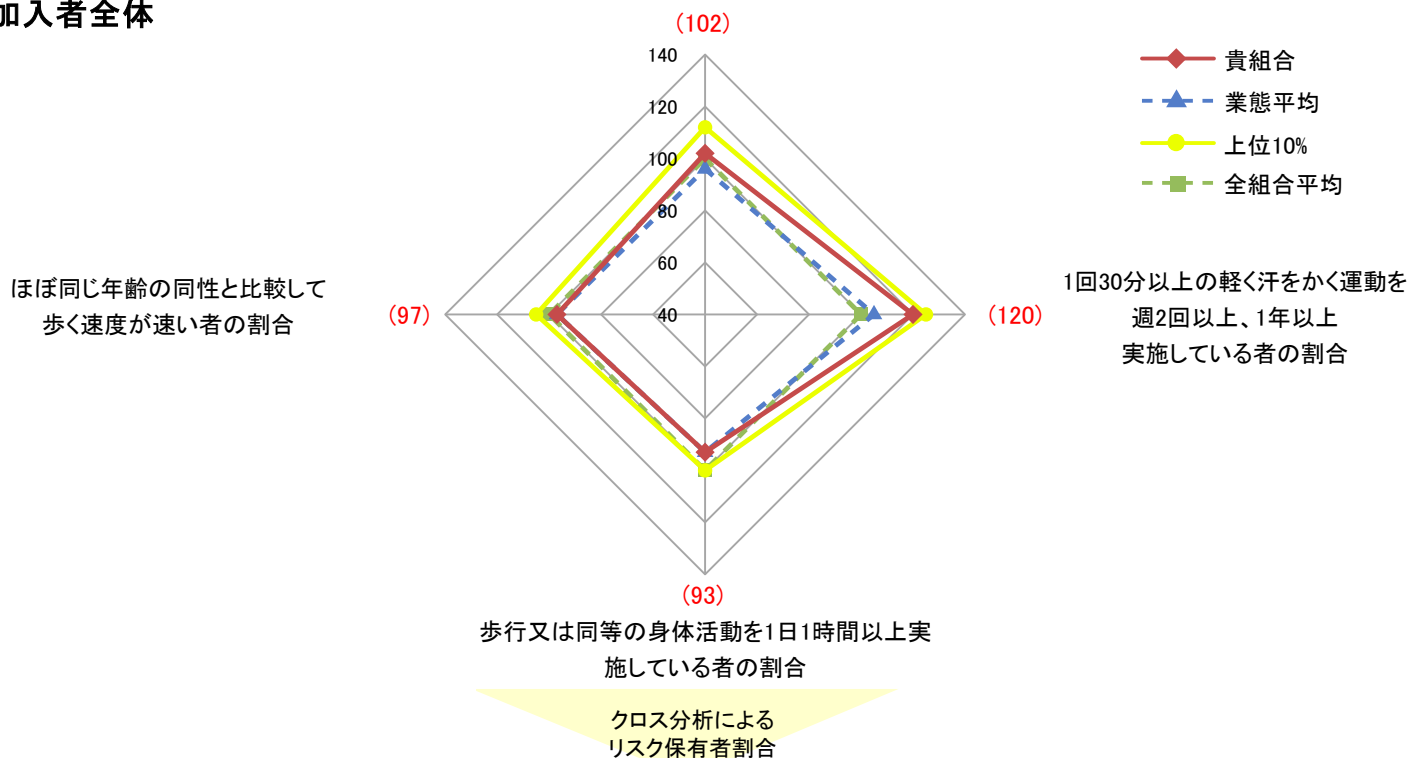 加入者全体
(102)
140
120
100
80
60
40
貴組合
業態平均
上位10%
全組合平均
ほぼ同じ年齢の同性と比較して
歩く速度が速い者の割合
(97)
(120)
1回30分以上の軽く汗をかく運動を
週2回以上、1年以上
実施している者の割合
(93)
歩行又は同等の身体活動を1日1時間以上実
施している者の割合
クロス分析による
リスク保有者割合